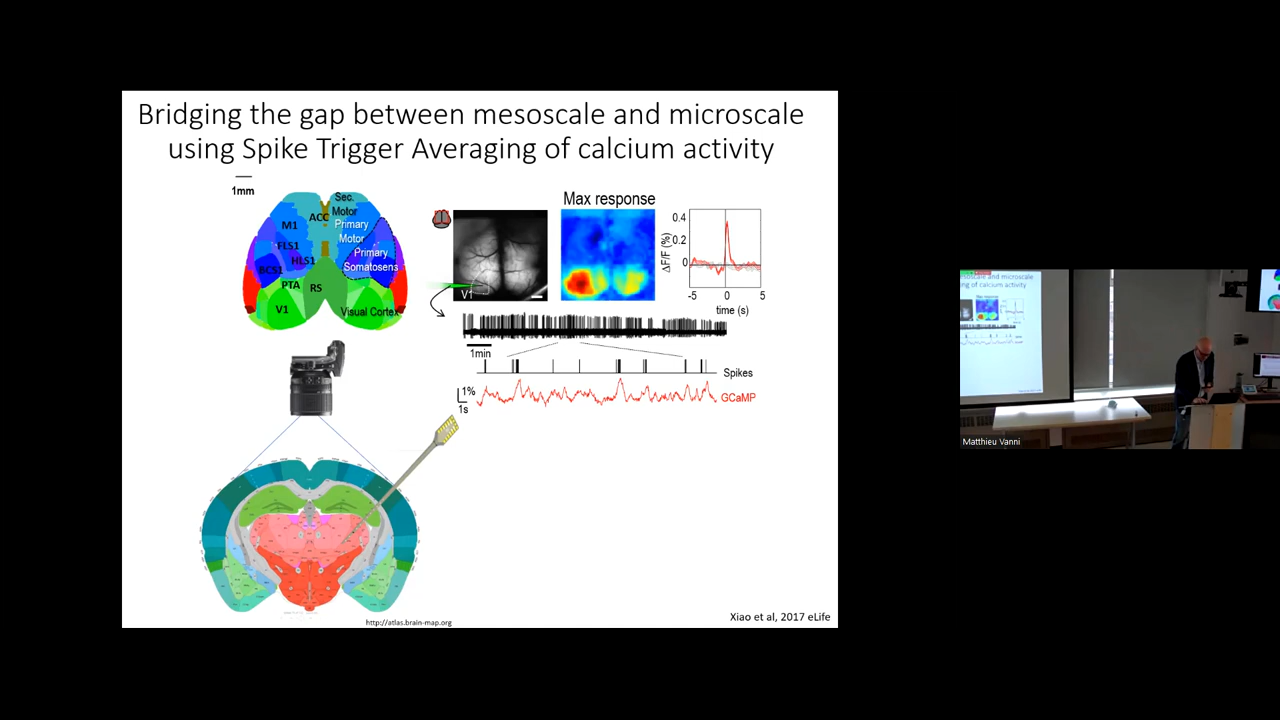 Bridging the gap between mesoscale and microscale
using Spike Trigger Averaging of calcium activity
1mm
Sec.
Motor
ACC
M1
Primary
Motor
FLS1
HLS1
Primary
Somatosens
BCS1
PTA
RS
V1
Visual Cortex
V1
Max response
0.4
0.2
0
ΔF/F (%)
-5
0
5
time (s)
1min
Spikes
1%
1s
GCaMP
http://atlas.brain-map.org
Xiao et al, 2017 eLife
Matthieu Vanni